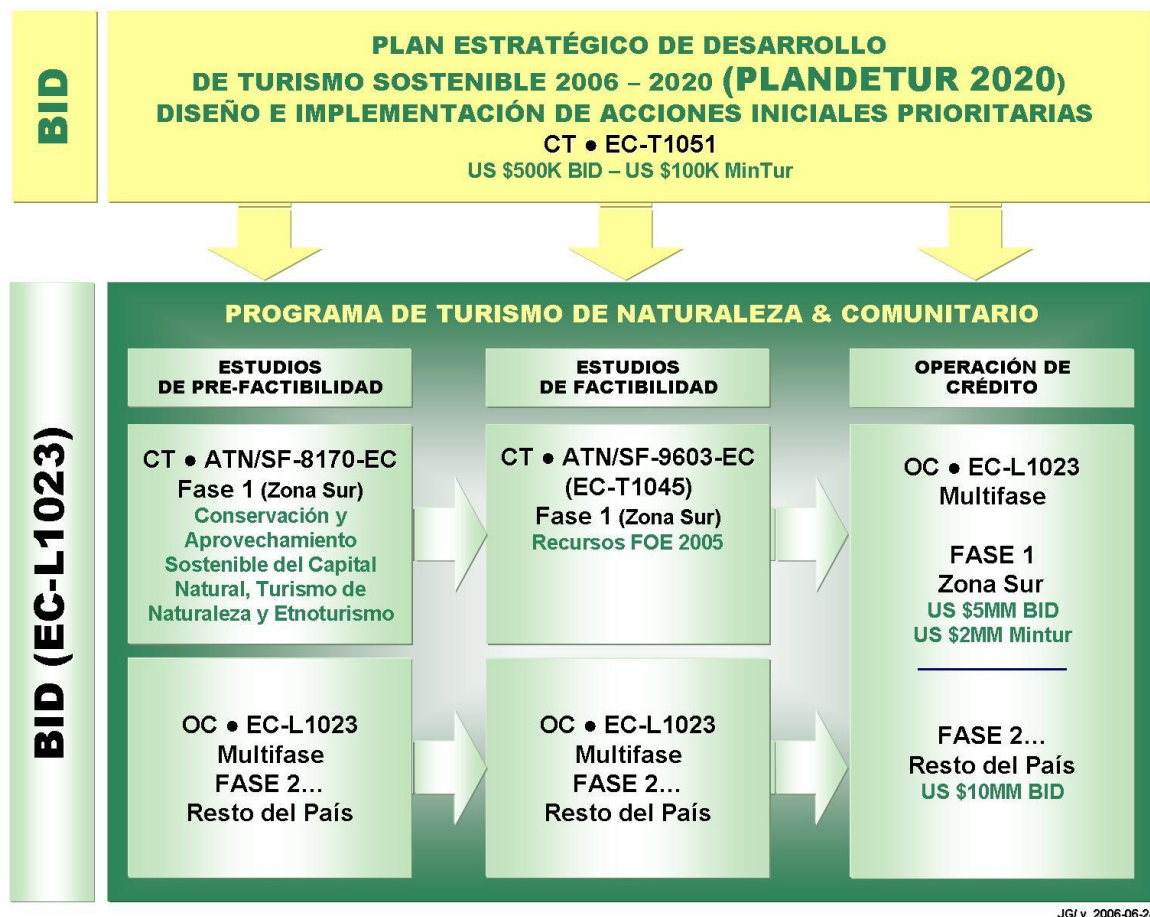 BID
PLAN ESTRATÉGICO DE DESARROLLO
DE TURISMO SOSTENIBLE 2006 – 2020 (PLANDETUR 2020)
DISEÑO E IMPLEMENTACIÓN DE ACCIONES INICIALES PRIORITARIAS
CT ● EC-T1051
US $500K BID – US $100K MinTur
BID (EC-L1023)
PROGRAMA DE TURISMO DE NATURALEZA & COMUNITARIO
ESTUDIOS
DE PRE-FACTIBILIDAD
ESTUDIOS
DE FACTIBILIDAD
OPERACIÓN DE
CRÉDITO
CT ● ATN/SF-8170-EC
Fase 1 (Zona Sur)
Conservación y
Aprovechamiento
Sostenible del Capital
Natural, Turismo de
Naturaleza y Etnoturismo
CT ● ATN/SF-9603-EC
(EC-T1045)
Fase 1 (Zona Sur)
Recursos FOE 2005
OC ● EC-L1023
Multifase
FASE 1
Zona Sur
US $5MM BID
US $2MM Mintur
FASE 2...
Resto del País
US $10MM BID
OC ● EC-L1023
Multifase
FASE 2...
Resto del País
OC ● EC-L1023
Multifase
FASE 2...
Resto del País